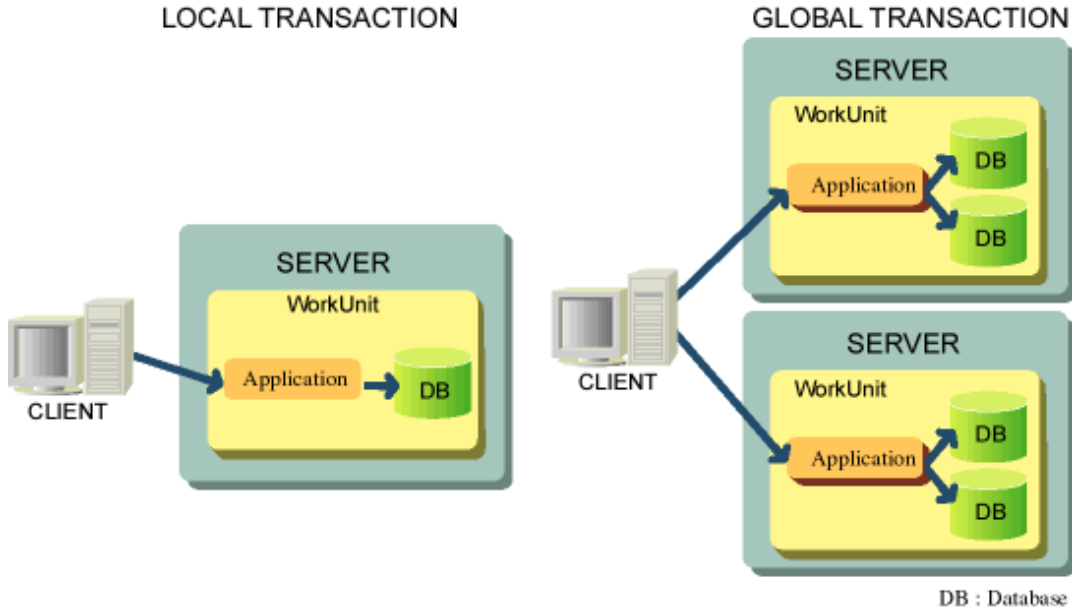 LOCAL TRANSACTION
SERVER
WorkUnit
Application
DB
CLIENT
GLOBAL TRANSACTION
SERVER
WorkUnit
Application
DB
DB
CLIENT
SERVER
WorkUnit
Application
DB
DB
DB : Database